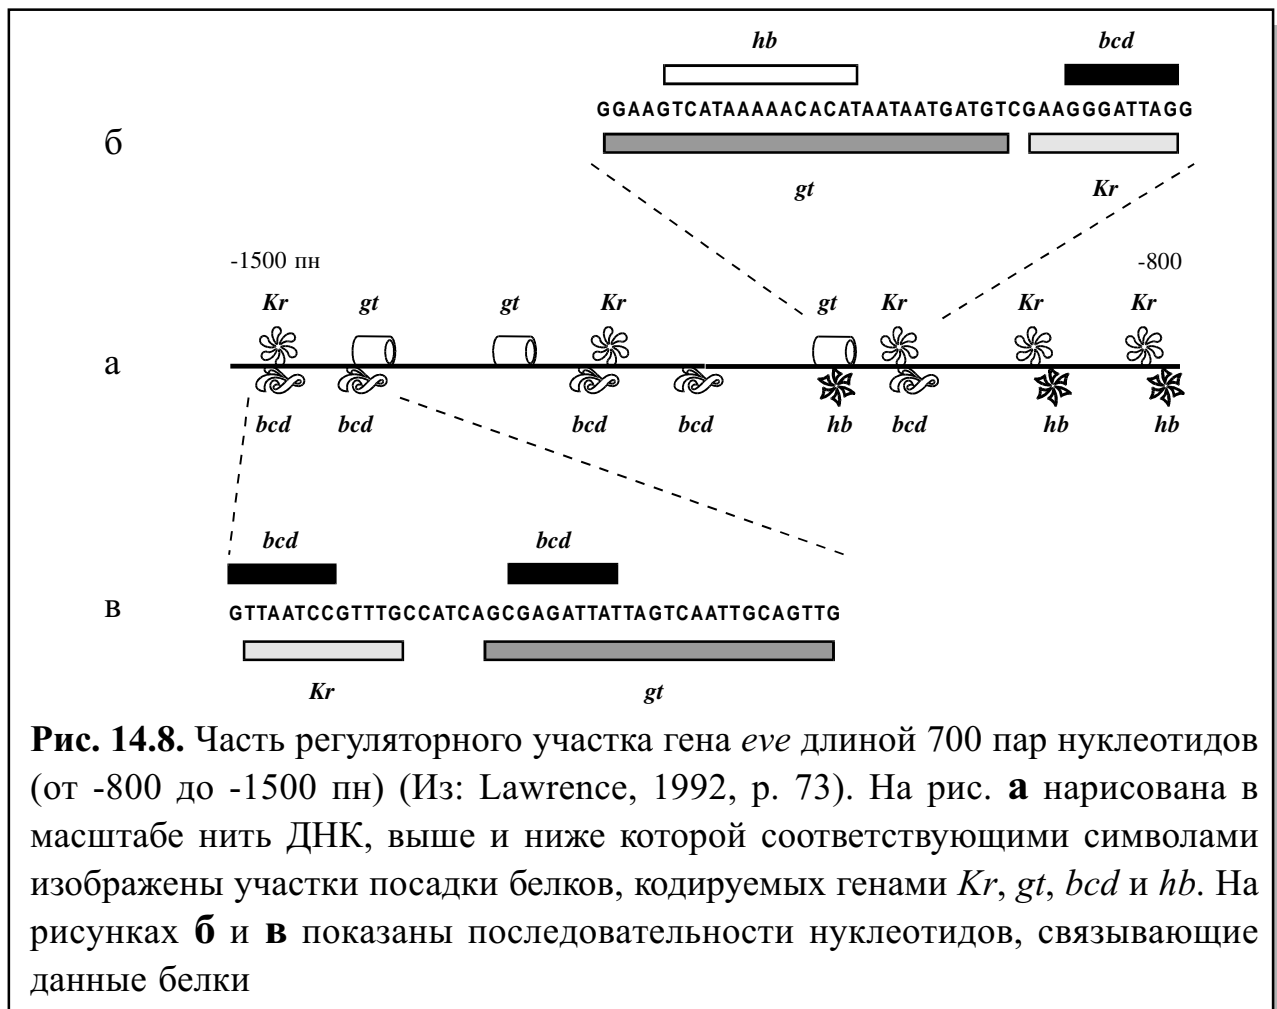 hb bcd
GGAAGTCATAAAAACACATAATAATGATGTCGAAGGGATTAGG
б
gt Kr
-1500 пн -800
Kr gt gt Kr gt Kr Kr Kr
а
bcd bcd bcd bcd hb bcd hb hb
bcd bcd
в
GTTAATCCGTTTGCCATCAGCGAGATTATTAGTCAATTGCAGTTG
Kr gt
Рис. 14.8. Часть регуляторного участка гена eve длиной 700 пар нуклеотидов
(от -800 до -1500 пн) (Из: Lawrence, 1992, p. 73). На рис. а нарисована в
масштабе нить ДНК, выше и ниже которой соответствующими символами
изображены участки посадки белков, кодируемых генами Kr, gt, bcd и hb. На
рисунках б и в показаны последовательности нуклеотидов, связывающие
данные белки